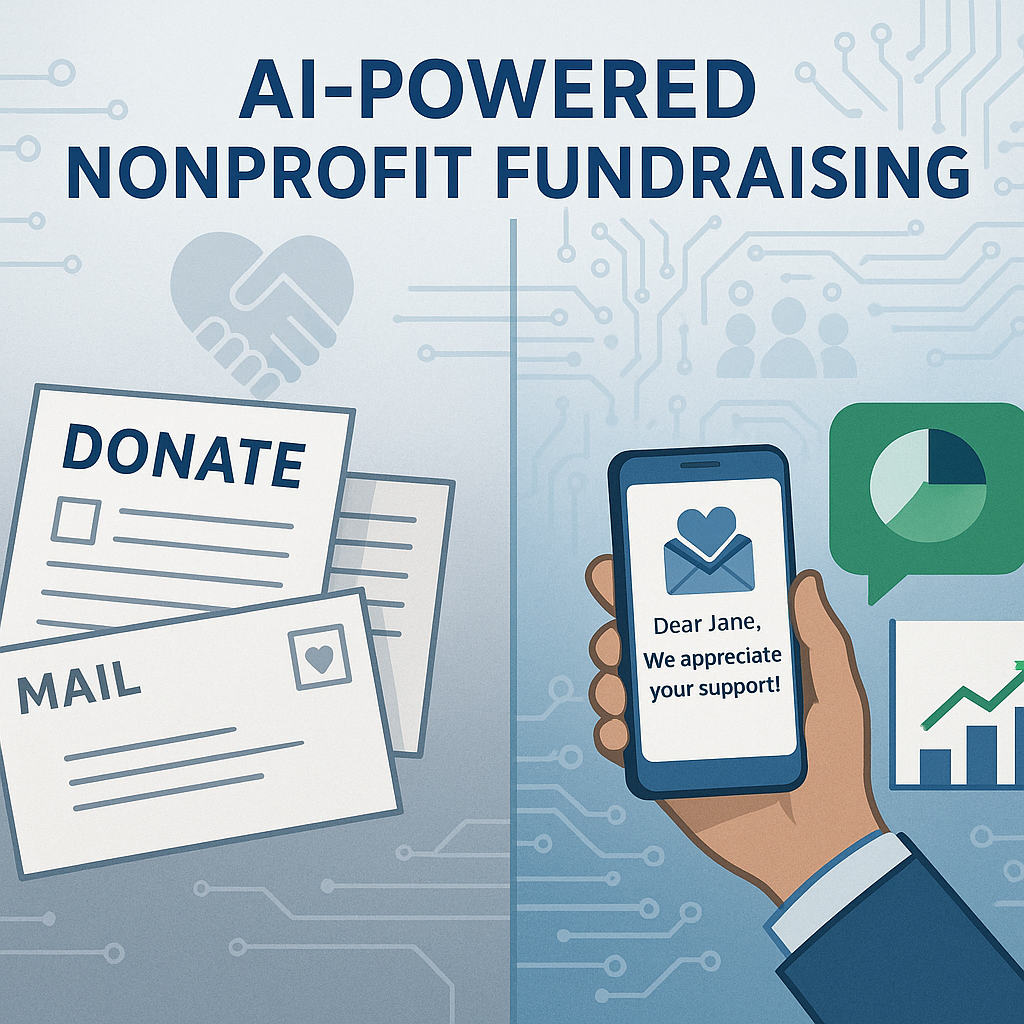 AI-POWERED
NONPROFIT FUNDRAISING
DONATE
MAIL
Dear Jane,
We appreciate
your support!